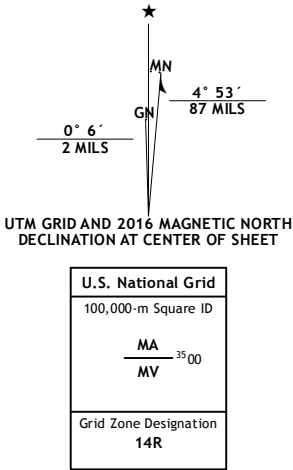 ★
MN
GN
4° 53´
87 MILS
0° 6´
2 MILS
UTM GRID AND 2016 MAGNETIC NORTH
DECLINATION AT CENTER OF SHEET
U.S. National Grid
100,000-m Square ID
MA
3500
MV
Grid Zone Designation
14R